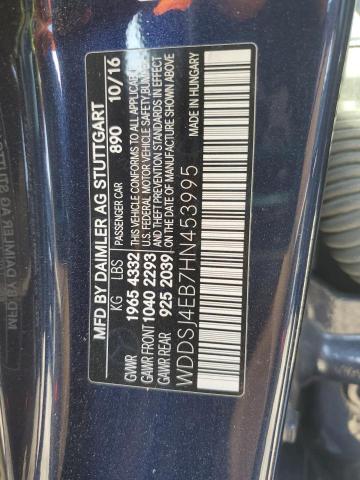 MFD BY DAIMLER AG STUTTGART
PASSENGER CAR 890 10/16
KG LBS
GVWR 1965 4332
GAWR FRONT 1040 2293
GAWR REAR 925 2039
THIS VEHICLE CONFORMS TO ALL APPLICABLE
U.S. FEDERAL MOTOR VEHICLE SAFETY, BUMPER
AND THEFT PREVENTION STANDARDS IN EFFECT
ON THE DATE OF MANUFACTURE SHOWN ABOVE
WDDSJ4EB7HN453995
MADE IN HUNGARY